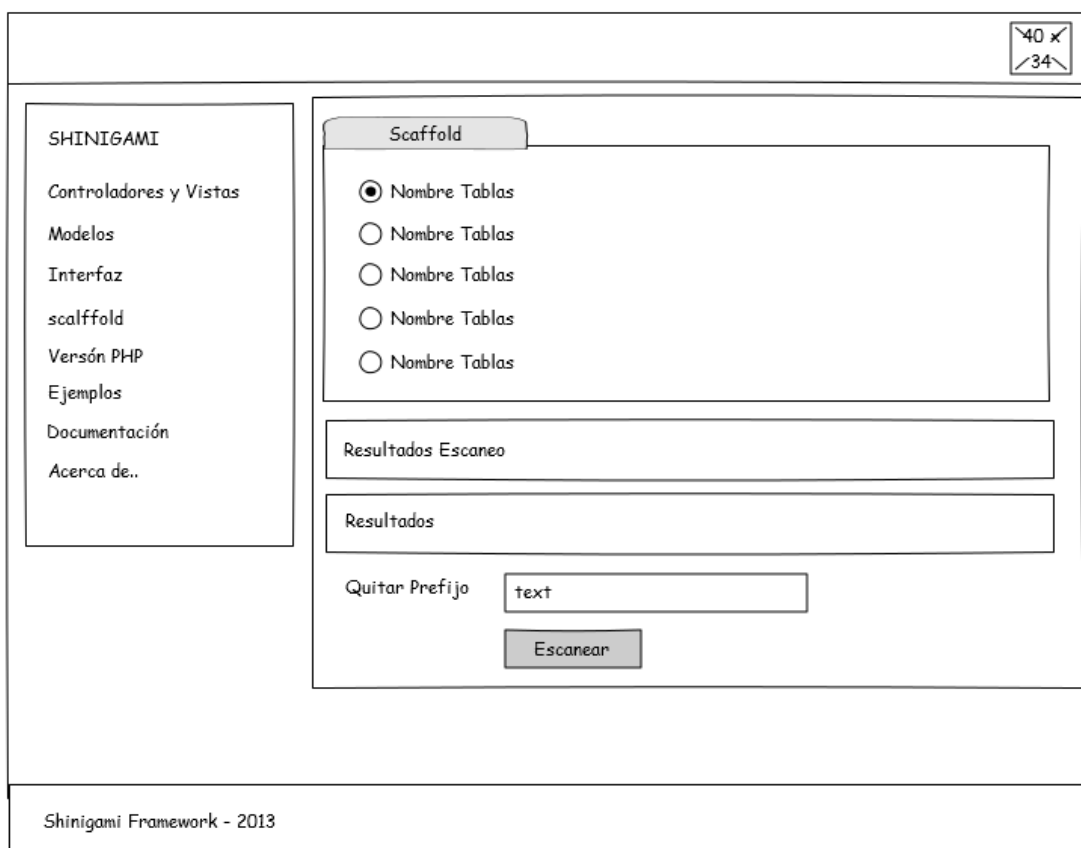 40 x
34
SHINIGAMI
Controladores y Vistas
Modelos
Interfaz
scalffold
Versón PHP
Ejemplos
Documentación
Acerca de..
Scaffold
Nombre Tablas
Nombre Tablas
Nombre Tablas
Nombre Tablas
Nombre Tablas
Resultados Escaneo
Resultados
Quitar Prefijo
text
Escanear
Shinigami Framework - 2013